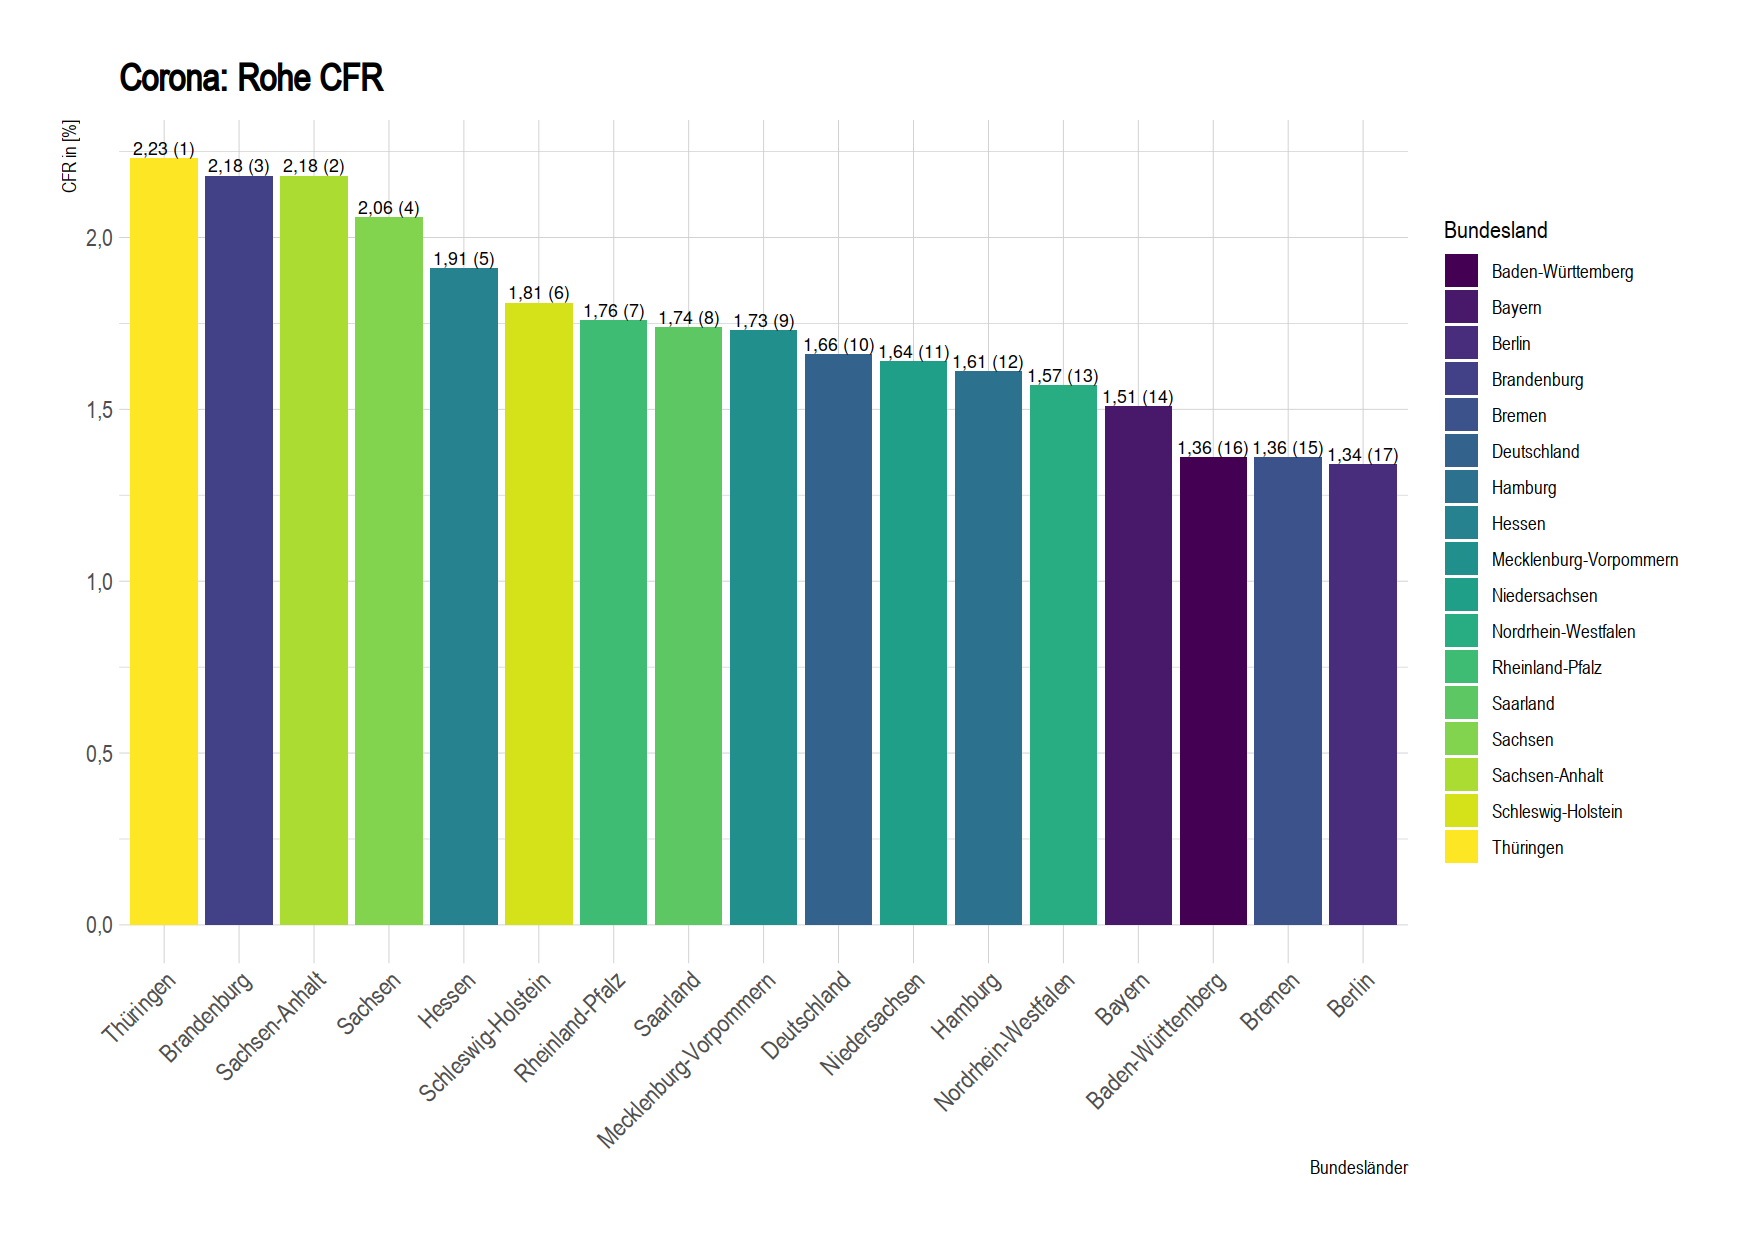 Corona: Rohe CFR
CFR in [%]
2,23 (1)
2,18 (3)
2,18 (2)
2,06 (4)
1,91 (5)
1,81 (6)
1,76 (7)
1,74 (8)
1,73 (9)
1,66 (10)
1,64 (11)
1,61 (12)
1,57 (13)
1,51 (14)
1,36 (16)
1,36 (15)
1,34 (17)
2,0
1,5
1,0
0,5
0,0
Thüringen
Brandenburg
Sachsen-Anhalt
Sachsen
Hessen
Schleswig-Holstein
Rheinland-Pfalz
Saarland
Mecklenburg-Vorpommern
Deutschland
Niedersachsen
Hamburg
Nordrhein-Westfalen
Bayern
Baden-Württemberg
Bremen
Berlin
Bundesländer
Bundesland
Baden-Württemberg
Bayern
Berlin
Brandenburg
Bremen
Deutschland
Hamburg
Hessen
Mecklenburg-Vorpommern
Niedersachsen
Nordrhein-Westfalen
Rheinland-Pfalz
Saarland
Sachsen
Sachsen-Anhalt
Schleswig-Holstein
Thüringen